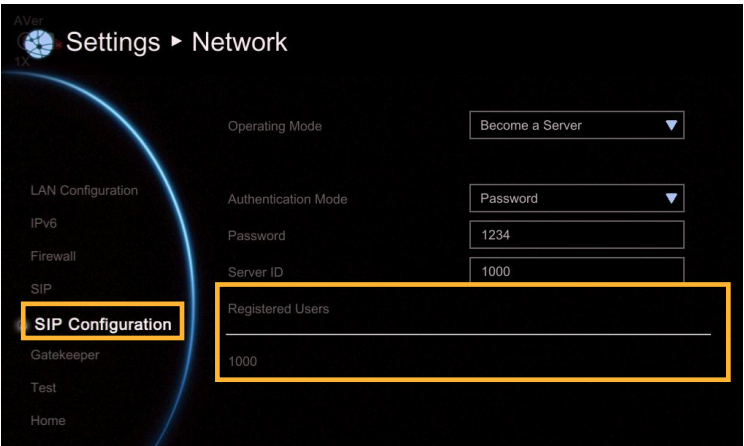 AVer
Settings ▸ Network
1X
Operating Mode
Become a Server
LAN Configuration
Authentication Mode
Password
IPv6
Password
1234
Firewall
Server ID
1000
SIP
Registered Users
SIP Configuration
Gatekeeper
1000
Test
Home